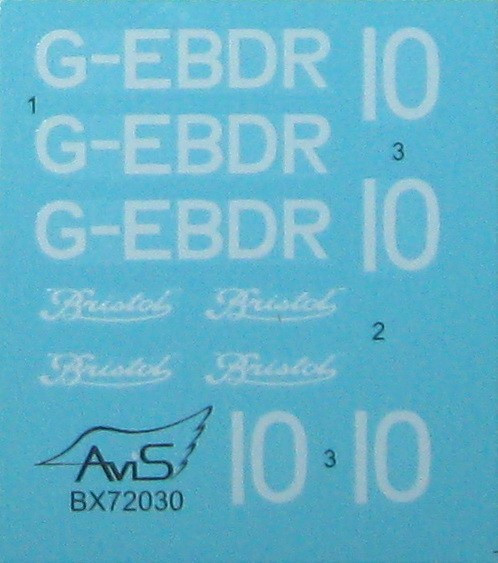 G-EBDR 10
1
G-EBDR
3
G-EBDR 10
Bristol Bristol
2
Bristol Bristol
AviS 10 3 10
BX72030